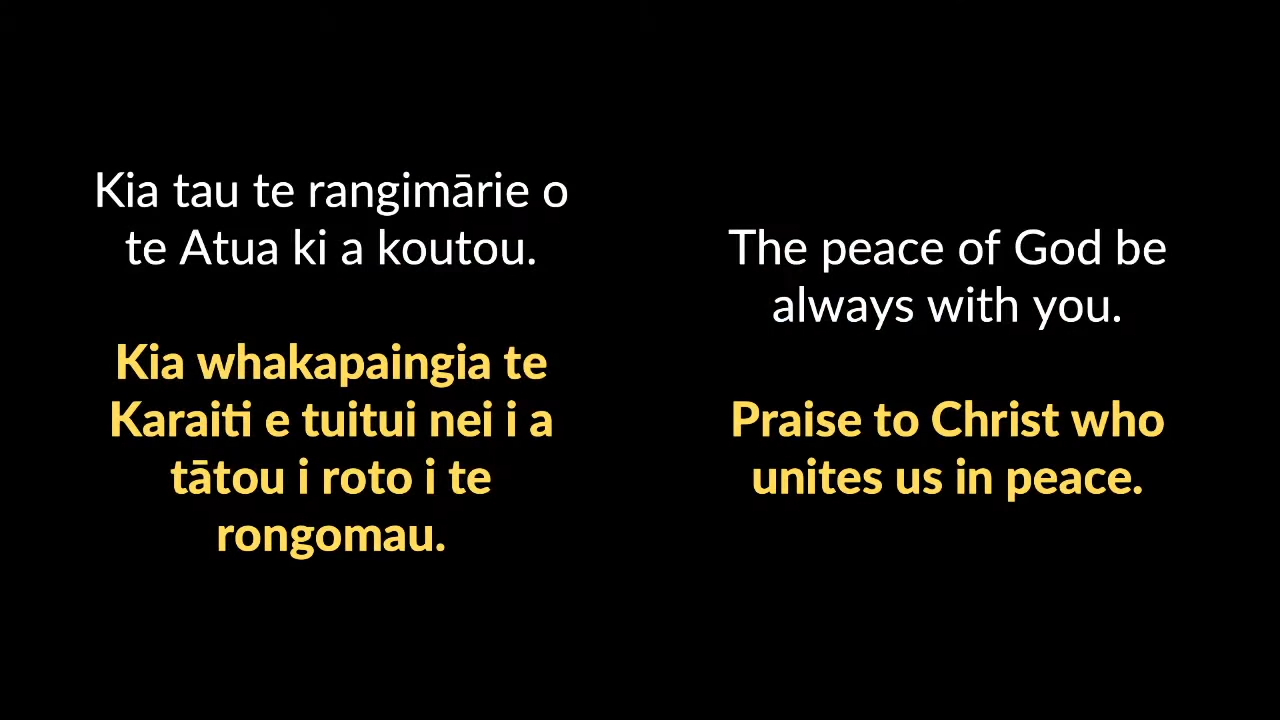 Kia tau te rangimārie o
te Atua ki a koutou.
Kia whakapaingia te
Karaiti e tuitui nei i a
tātou i roto i te
rongomau.
The peace of God be
always with you.
Praise to Christ who
unites us in peace.